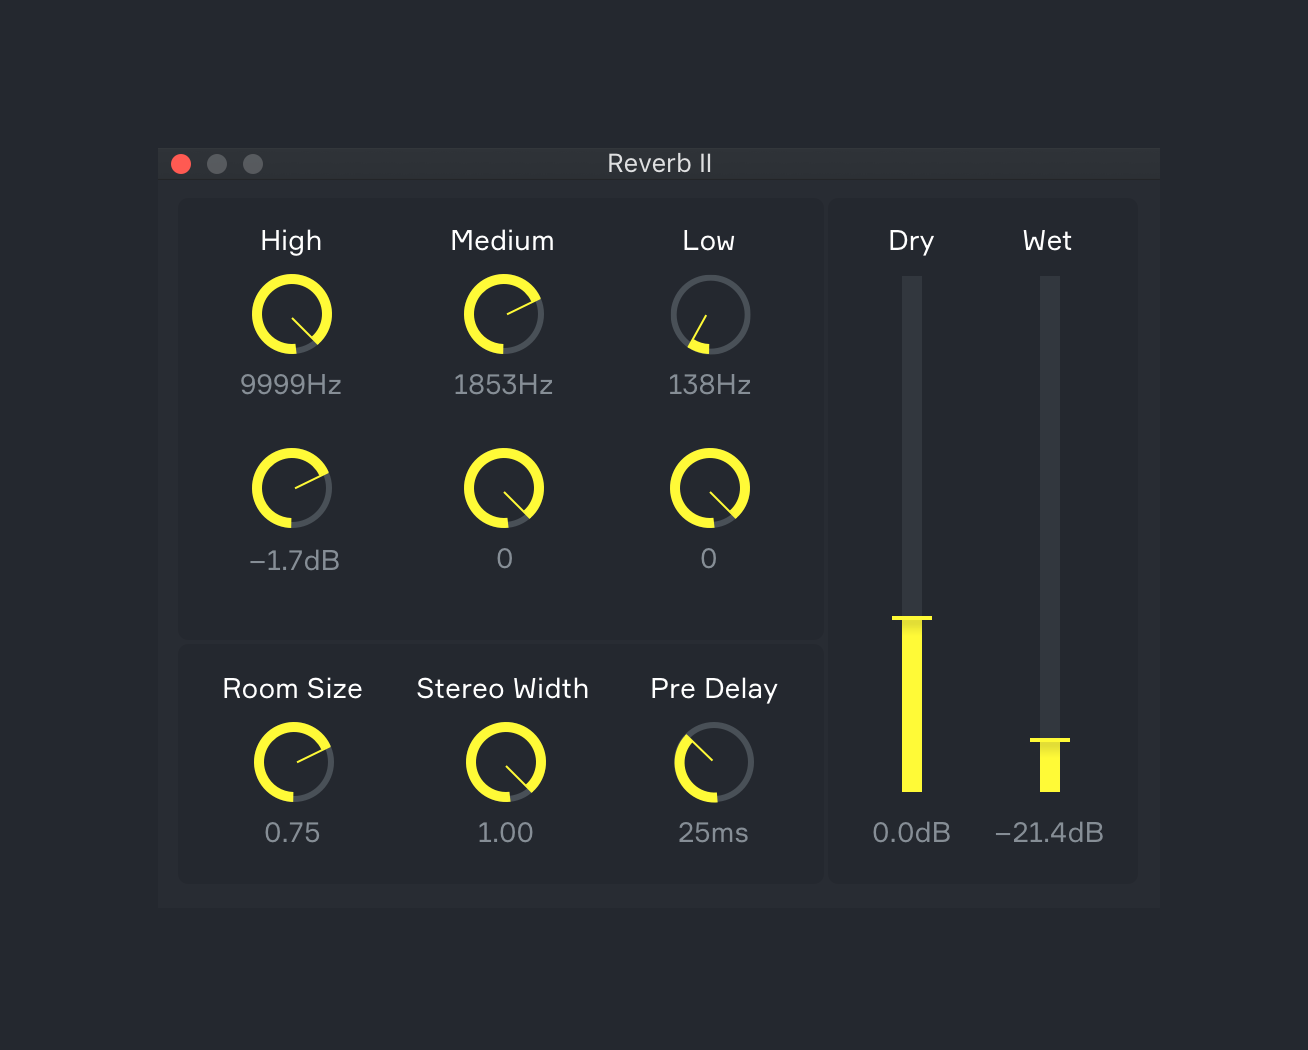 Reverb II
High Medium Low
9999Hz 1853Hz 138Hz
–1.7dB 0 0
Room Size Stereo Width Pre Delay
0.75 1.00 25ms
Dry Wet
0.0dB –21.4dB